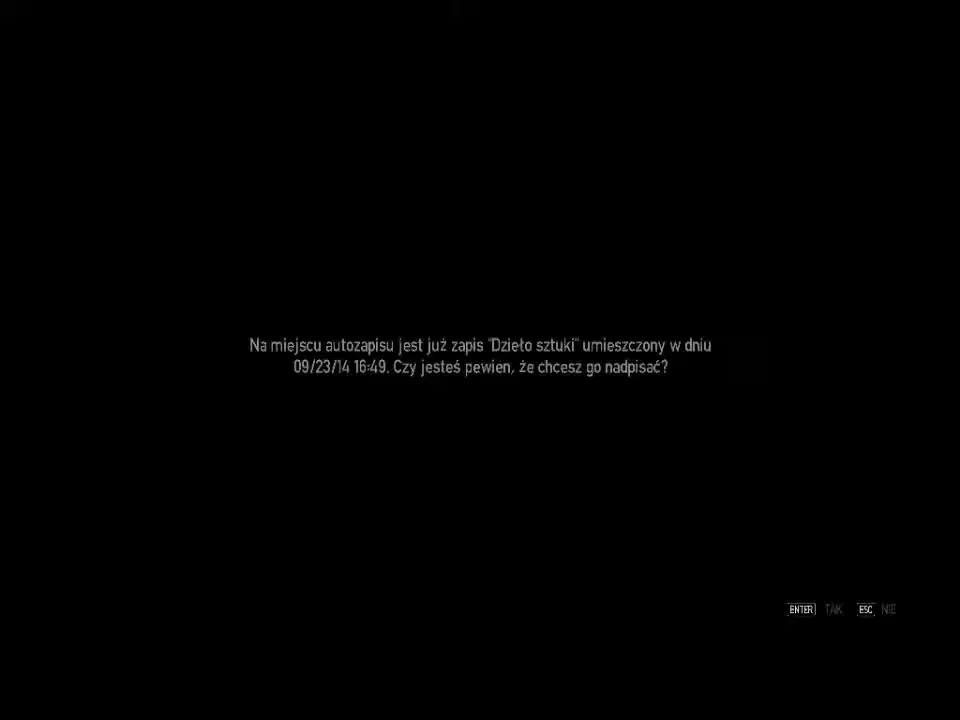 Na miejscu autozapisu jest już zapis "Dzieło sztuki" umieszczony w dniu
09/23/14 16:49. Czy jesteś pewien, że chcesz go nadpisać?
ENTER TAK ESC NIE